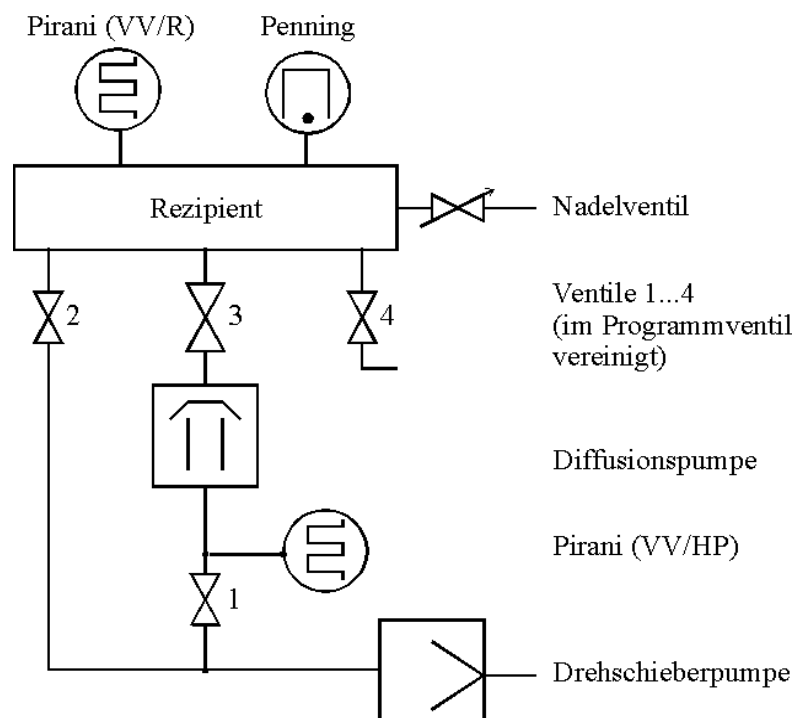 Pirani (VV/R)
Penning
Rezipient
Nadelventil
2
3
4
Ventile 1...4
(im Programmventil
vereinigt)
Diffusionspumpe
Pirani (VV/HP)
1
Drehschieberpumpe